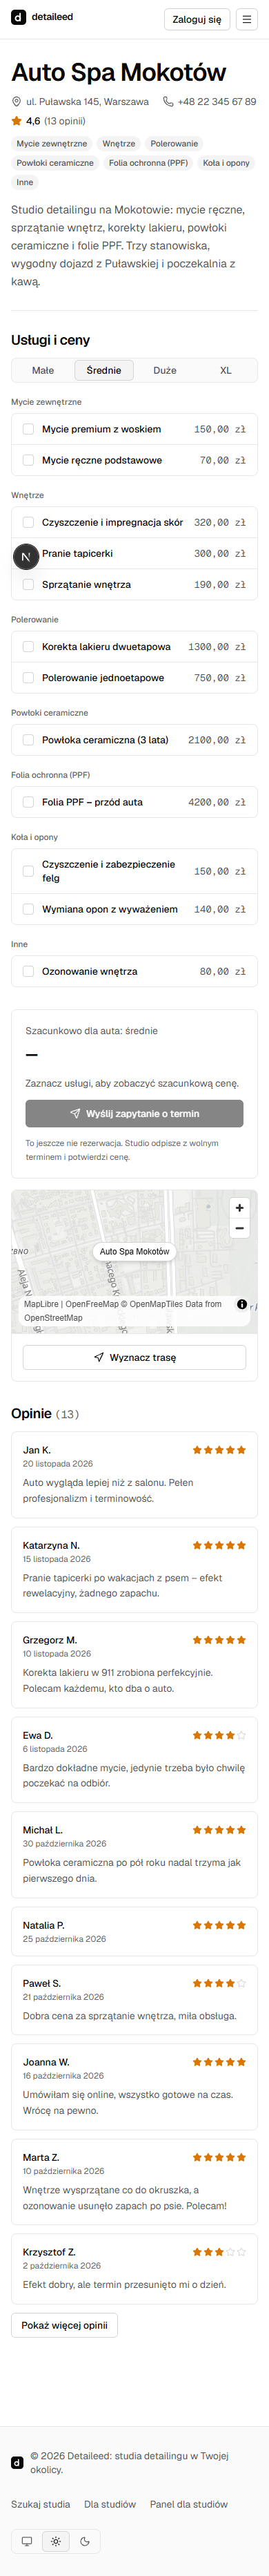 detaileed
Zaloguj się
Auto Spa Mokotów
ul. Puławska 145, Warszawa
+48 22 345 67 89
4,6 (13 opinii)
Mycie zewnętrzne
Wnętrze
Polerowanie
Powłoki ceramiczne
Folia ochronna (PPF)
Koła i opony
Inne
Studio detailingu na Mokotowie: mycie ręczne,
sprzątanie wnętrz, korekty lakieru, powłoki
ceramiczne i folie PPF. Trzy stanowiska,
wygodny dojazd z Puławskiej i poczekalnia z
kawą.
Usługi i ceny
Małe
Średnie
Duże
XL
Mycie zewnętrzne
Mycie premium z woskiem 150,00 zł
Mycie ręczne podstawowe 70,00 zł
Wnętrze
Czyszczenie i impregnacja skór 320,00 zł
Pranie tapicerki 300,00 zł
Sprzątanie wnętrza 190,00 zł
Polerowanie
Korekta lakieru dwuetapowa 1300,00 zł
Polerowanie jednoetapowe 750,00 zł
Powłoki ceramiczne
Powłoka ceramiczna (3 lata) 2100,00 zł
Folia ochronna (PPF)
Folia PPF – przód auta 4200,00 zł
Koła i opony
Czyszczenie i zabezpieczenie
felg
150,00 zł
Wymiana opon z wyważeniem 140,00 zł
Inne
Ozonowanie wnętrza 80,00 zł
Szacunkowo dla auta: średnie
—
Zaznacz usługi, aby zobaczyć szacunkową cenę.
Wyślij zapytanie o termin
To jeszcze nie rezerwacja. Studio odpisze z wolnym
terminem i potwierdzi cenę.
Auto Spa Mokotów
MapLibre | OpenFreeMap © OpenMapTiles Data from
OpenStreetMap
Wyznacz trasę
Opinie (13)
Jan K.
20 listopada 2026
Auto wygląda lepiej niż z salonu. Pełen
profesjonalizm i terminowość.
Katarzyna N.
15 listopada 2026
Pranie tapicerki po wakacjach z psem – efekt
rewelacyjny, żadnego zapachu.
Grzegorz M.
10 listopada 2026
Korekta lakieru w 911 zrobiona perfekcyjnie.
Polecam każdemu, kto dba o auto.
Ewa D.
6 listopada 2026
Bardzo dokładne mycie, jedynie trzeba było chwilę
poczekać na odbiór.
Michał L.
30 października 2026
Powłoka ceramiczna po pół roku nadal trzyma jak
pierwszego dnia.
Natalia P.
25 października 2026
Paweł S.
21 października 2026
Dobra cena za sprzątanie wnętrza, miła obsługa.
Joanna W.
16 października 2026
Umówiłam się online, wszystko gotowe na czas.
Wrócę na pewno.
Marta Z.
10 października 2026
Wnętrze wysprzątane co do okruszka, a
ozonowanie usunęło zapach po psie. Polecam!
Krzysztof Z.
2 października 2026
Efekt dobry, ale termin przesunięto mi o dzień.
Pokaż więcej opinii
© 2026 Detaileed: studia detailingu w Twojej
okolicy.
Szukaj studia
Dla studiów
Panel dla studiów